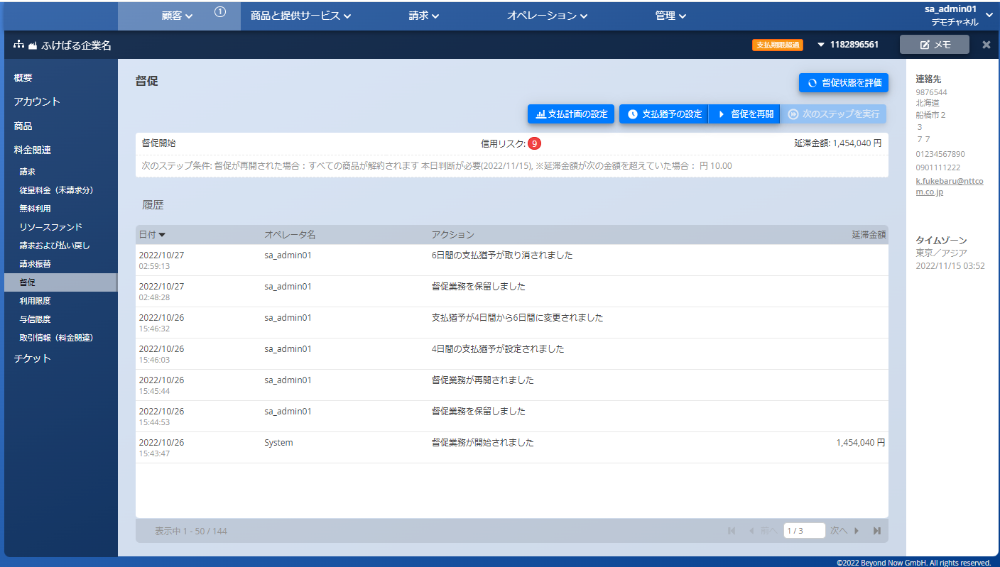 顧客
1
商品と提供サービス
請求
オペレーション
管理
sa_admin01
デモチャネル
ふけばる企業名
支払期限超過
1182896561
メモ
概要
アカウント
商品
料金関連
請求
従量料金（未請求分）
無料利用
リソースファンド
請求および払い戻し
請求振替
督促
利用限度
与信限度
取引情報（料金関連）
チケット
督促
督促状態を評価
支払計画の設定
支払猶予の設定
督促を再開
次のステップを実行
督促開始
信用リスク: 9
延滞金額: 1,454,040 円
次のステップ条件: 督促が再開された場合：すべての商品が解約されます 本日判断が必要(2022/11/15), ※延滞金額が次の金額を超えていた場合： 円 10.00
履歴
日付 オペレータ名 アクション 延滞金額
2022/10/27 sa_admin01 6日間の支払猶予が取り消されました
02:59:13
2022/10/27 sa_admin01 督促業務を保留しました
02:48:28
2022/10/26 sa_admin01 支払猶予が4日間から6日間に変更されました
15:46:32
2022/10/26 sa_admin01 4日間の支払猶予が設定されました
15:46:03
2022/10/26 sa_admin01 督促業務が再開されました
15:45:44
2022/10/26 sa_admin01 督促業務を保留しました
15:44:53
2022/10/26 System 督促業務が開始されました 1,454,040 円
15:43:47
表示中 1 - 50 / 144
前へ
1 / 3
次へ
連絡先
9876544
北海道
船橋市２
３
７７
01234567890
0901111222
k.fukebaru@nttco
m.co.jp
タイムゾーン
東京／アジア
2022/11/15 03:52
©2022 Beyond Now GmbH. All rights reserved.